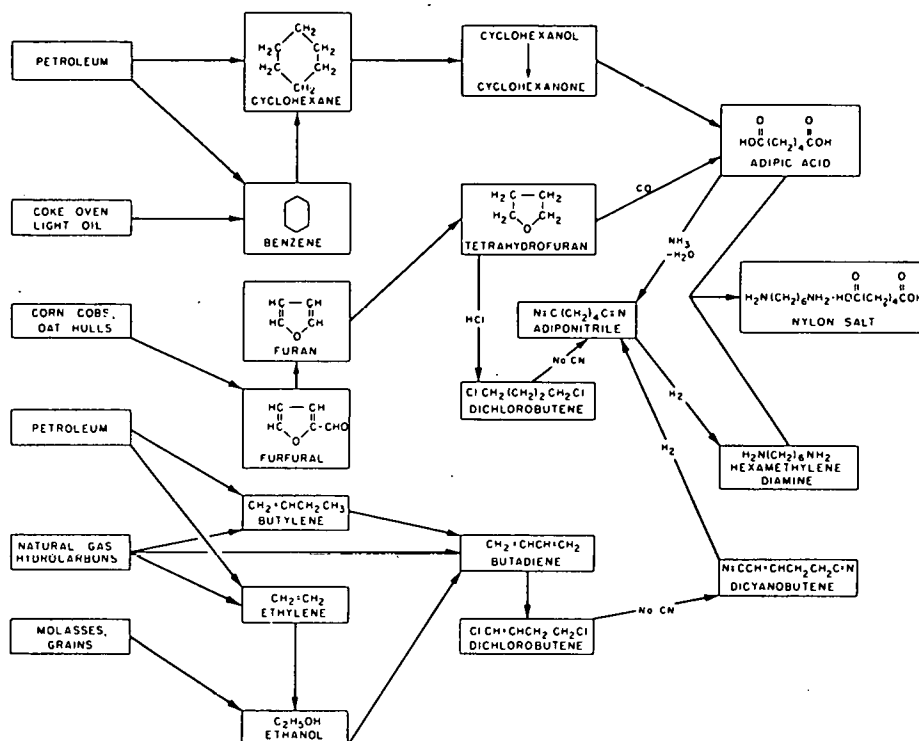 PETROLEUM
CH2
H2C CH2
H2C CH2
CH2
CYCLOHEXANE
CYCLOHEXANOL
CYCLOHEXANONE
O O
HOC(CH2)4COH
ADIPIC ACID
COKE OVEN
LIGHT OIL
BENZENE
H2C — CH2
H2C CH2
O
TETRAHYDROFURAN
CO
NH3
-H2O
CORN COBS,
OAT HULLS
CH — CH
CH CH
O
FURAN
HCl
N≡C(CH2)4C≡N
ADIPONITRILE
O O
H2N(CH2)6NH2·HOC(CH2)4COH
NYLON SALT
CH — CH
CH C-CHO
O
FURFURAL
NaCN
ClCH2(CH2)2CH2Cl
DICHLOROBUTENE
H2
H2
PETROLEUM
H2N(CH2)6NH2
HEXAMETHYLENE
DIAMINE
CH2=CHCH2CH3
BUTYLENE
NATURAL GAS
HYDROCARBONS
CH2=CHCH=CH2
BUTADIENE
N≡CCH=CHCH2CH2C≡N
DICYANOBUTENE
CH2=CH2
ETHYLENE
NaCN
MOLASSES,
GRAINS
ClCH=CHCH2CH2Cl
DICHLOROBUTENE
C2H5OH
ETHANOL